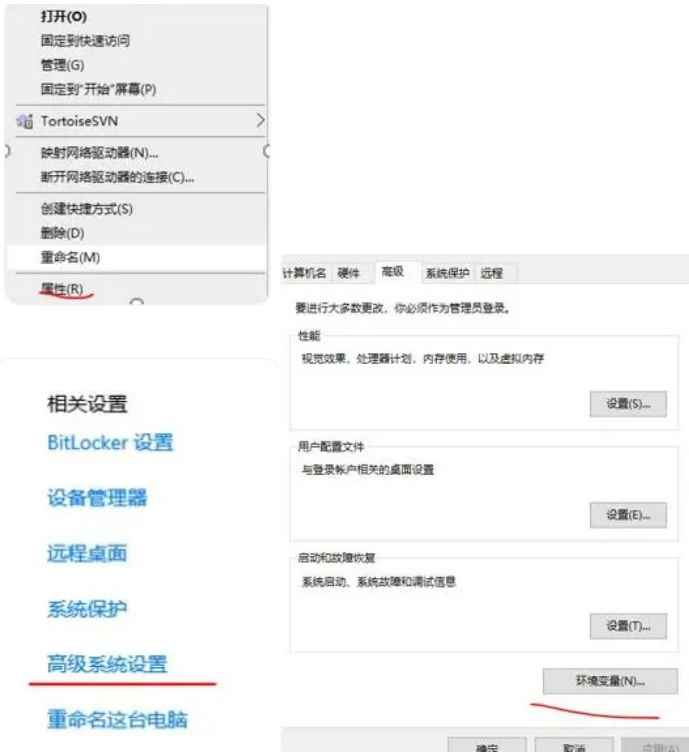 打开(O)
固定到快速访问
管理(G)
固定到"开始"屏幕(P)
TortoiseSVN
映射网络驱动器(N)...
断开网络驱动器的连接(C)...
创建快捷方式(S)
删除(D)
重命名(M)
属性(R)
相关设置
BitLocker 设置
设备管理器
远程桌面
系统保护
高级系统设置
重命名这台电脑
计算机名 硬件 高级 系统保护 远程
要进行大多数更改，你必须作为管理员登录。
性能
视觉效果，处理器计划，内存使用，以及虚拟内存
设置(S)...
用户配置文件
与登录帐户相关的桌面设置
设置(E)...
启动和故障恢复
系统启动、系统故障和调试信息
设置(T)...
环境变量(N)...
确定 取消 应用(A)